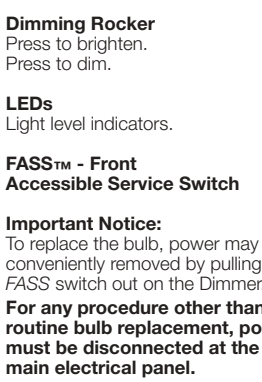 Dimming Rocker
Press to brighten.
Press to dim.
LEDs
Light level indicators.
FASS™ - Front
Accessible Service Switch
Important Notice:
To replace the bulb, power may
conveniently removed by pulling
FASS switch out on the Dimmer
For any procedure other than
routine bulb replacement, po
must be disconnected at the
main electrical panel.